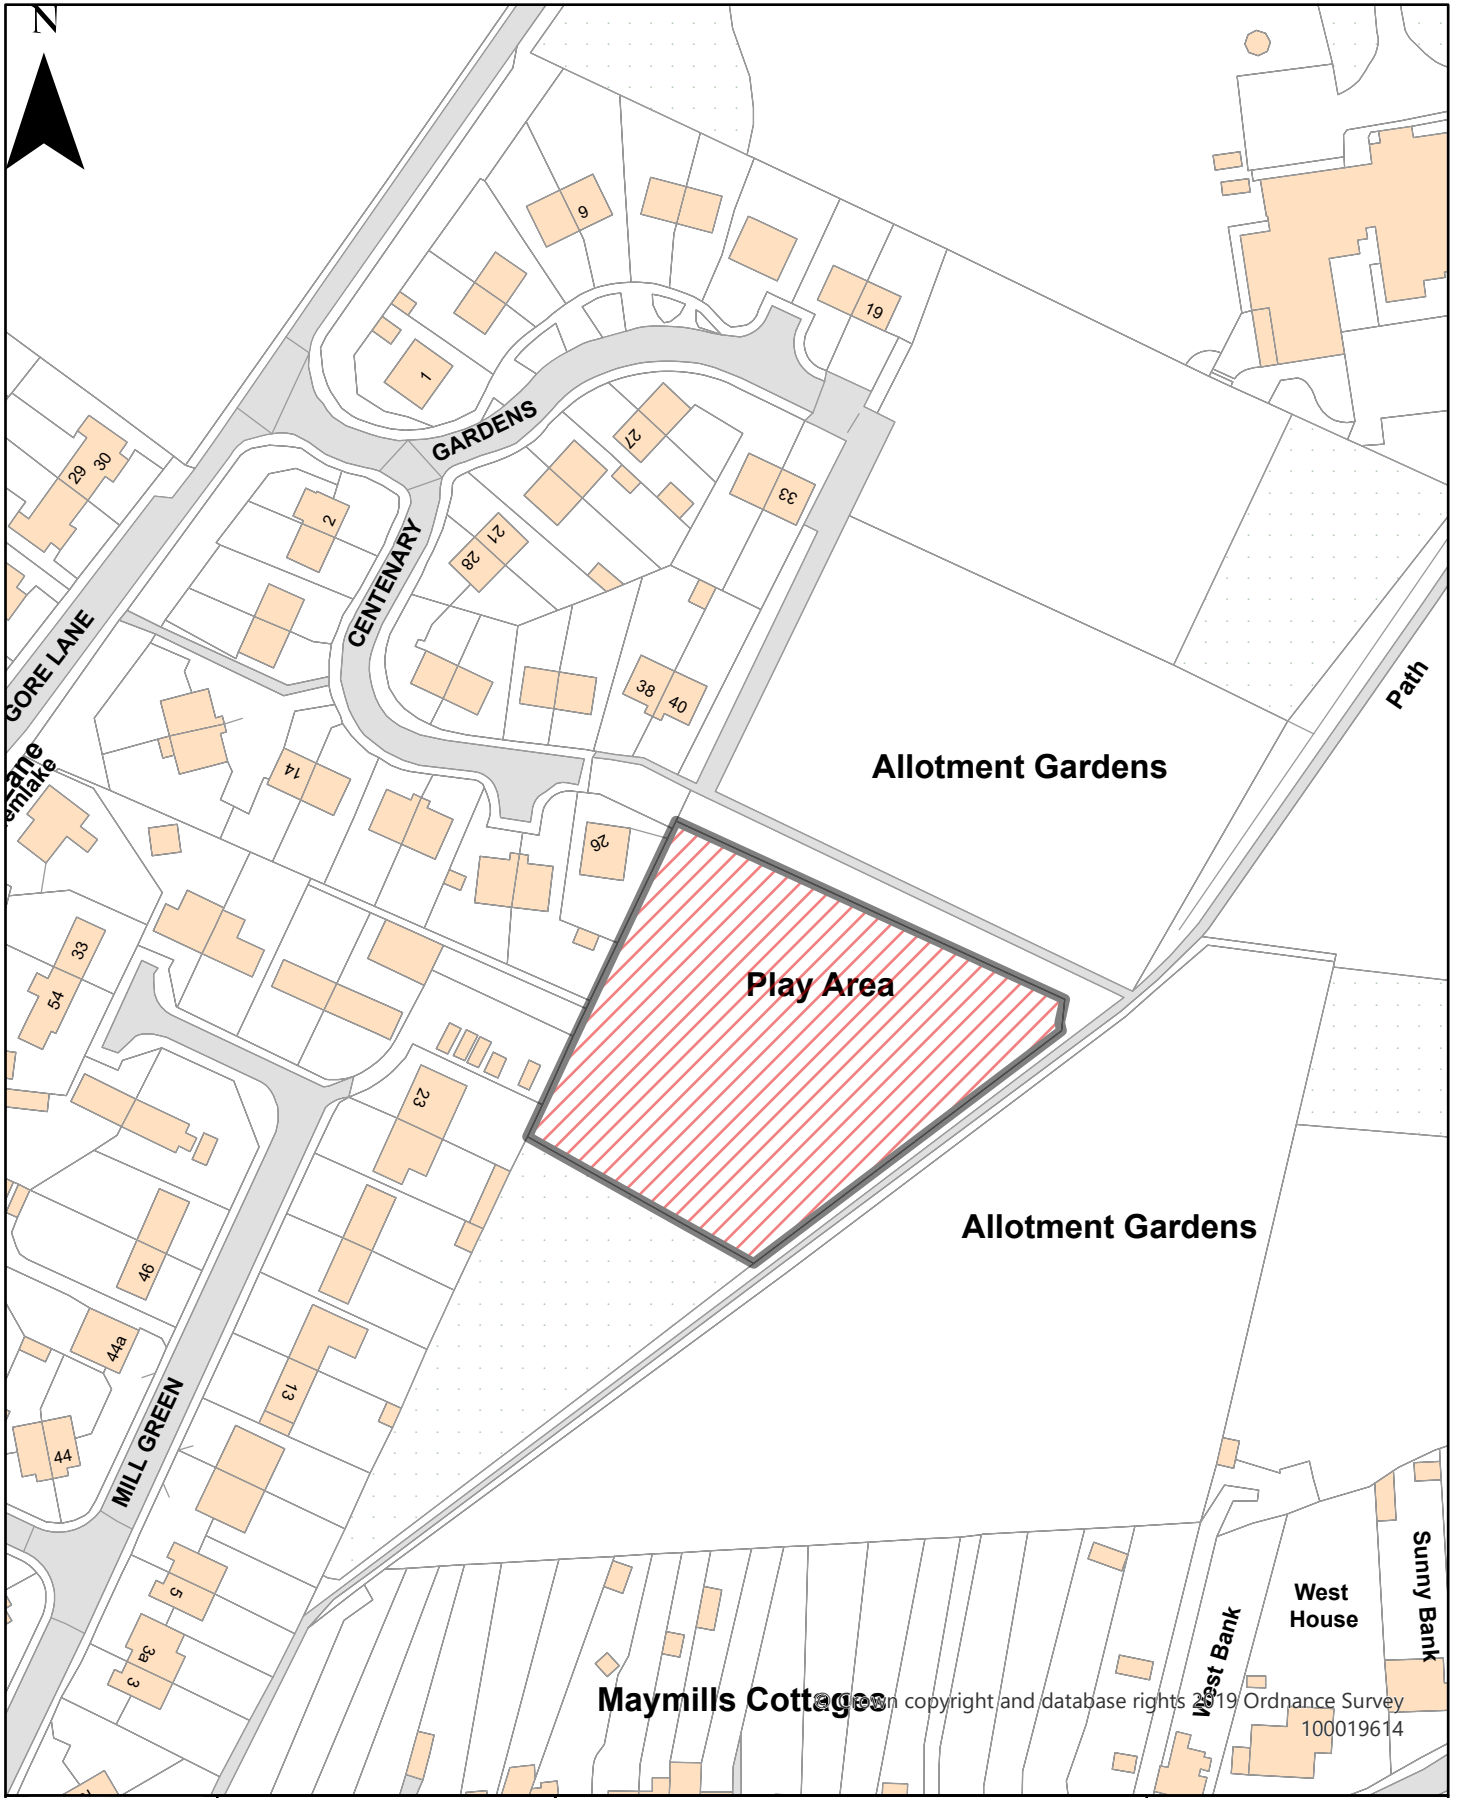 N
9
19
1
GARDENS
27
29
30
33
2
21
28
CENTENARY
GORE LANE
38
40
Path
14
Allotment Gardens
26
33
54
Play Area
23
46
Allotment Gardens
44a
13
44
MILL GREEN
5
West
House
Sunny Bank
3a
3
West Bank
Maymills Cottages
© Crown copyright and database rights 2019 Ordnance Survey
100019614